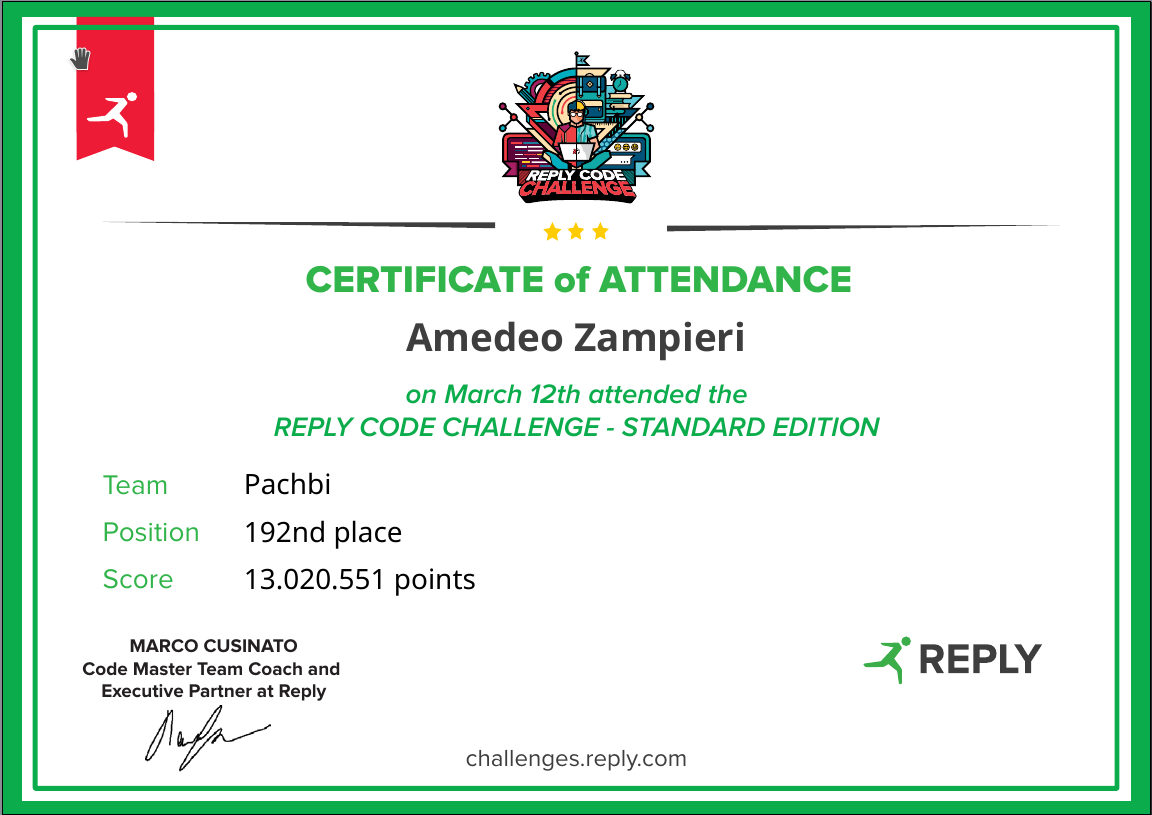 REPLY CODE
CHALLENGE
CERTIFICATE of ATTENDANCE
Amedeo Zampieri
on March 12th attended the
REPLY CODE CHALLENGE - STANDARD EDITION
Team Pachbi
Position 192nd place
Score 13.020.551 points
MARCO CUSINATO
Code Master Team Coach and
Executive Partner at Reply
REPLY
challenges.reply.com